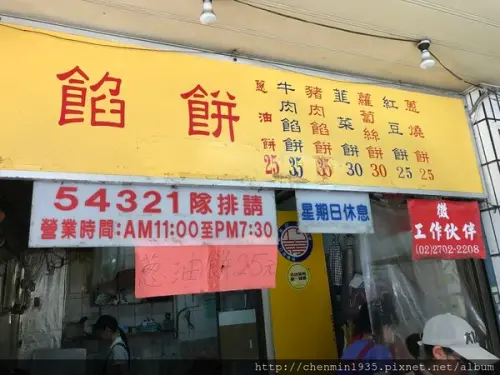 餡 餅
蔥油餅 25
牛肉餡餅 35
豬肉餡餅 35
韮菜餅 30
蘿蔔絲餅 30
紅豆餅 25
蔥燒餅 25
54321隊排請
營業時間:AM11:00至PM7:30
星期日休息
徵
工作伙伴
(02)2702-2208
蔥油餅25元
http://chenmin1935.pixnet.net/album